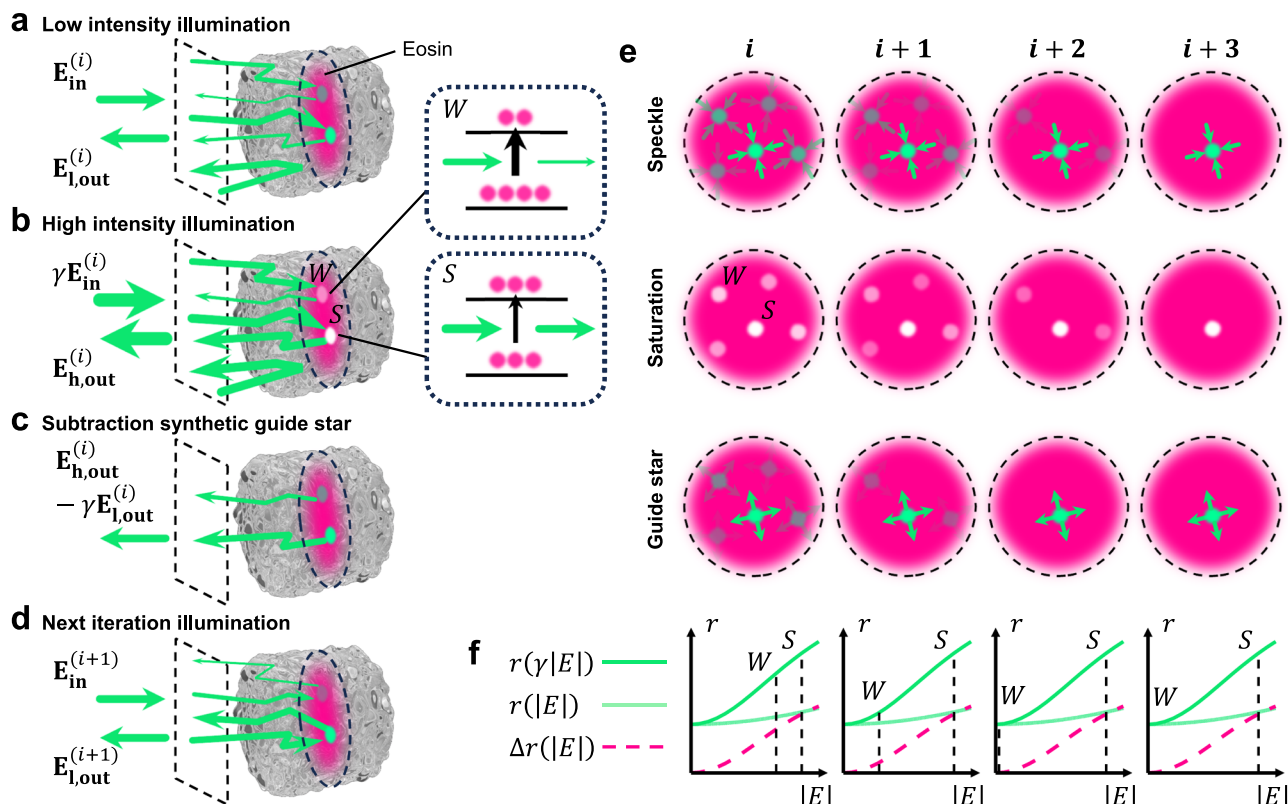 a Low intensity illumination
Eosin
E_in^(i)
E_l,out^(i)
b High intensity illumination
γE_in^(i)
E_h,out^(i)
W
S
W
S
c Subtraction synthetic guide star
E_h,out^(i)
− γE_l,out^(i)
d Next iteration illumination
E_in^(i+1)
E_l,out^(i+1)
e
i i + 1 i + 2 i + 3
Speckle
Saturation
W
S
Guide star
f
r(γ|E|)
r(|E|)
Δr(|E|)
r r r r
W S W S W S W S
|E| |E| |E| |E|